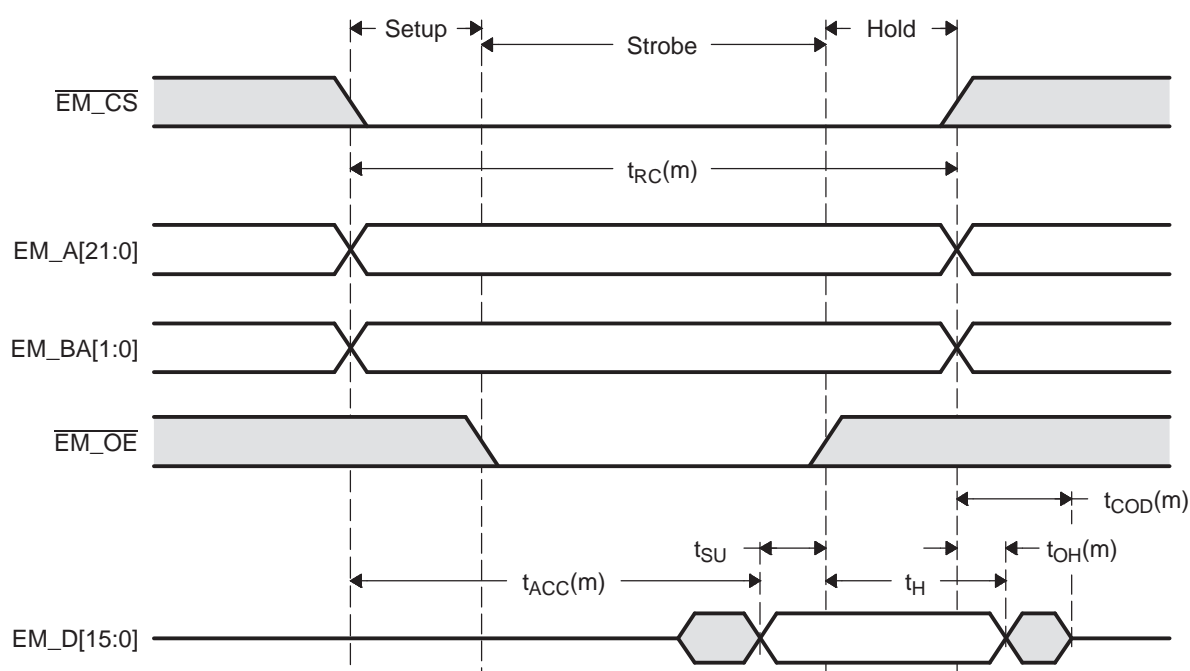 Setup
Strobe
Hold
EM_CS
tRC(m)
EM_A[21:0]
EM_BA[1:0]
EM_OE
tCOD(m)
tSU
tOH(m)
tACC(m)
tH
EM_D[15:0]